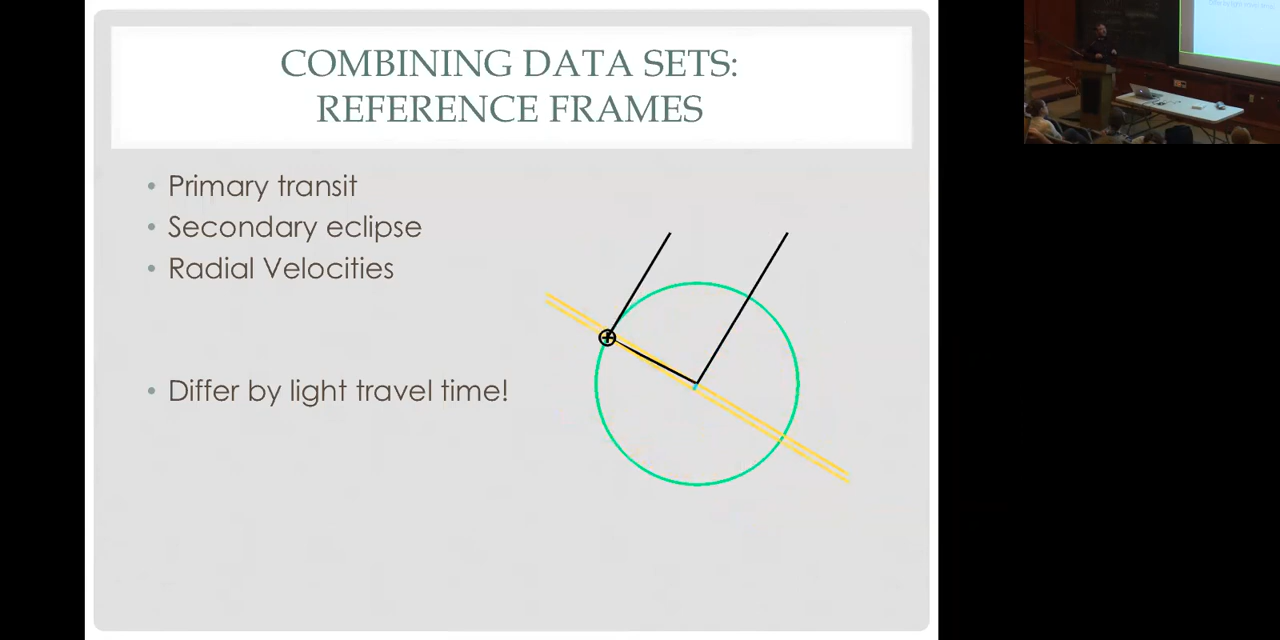 COMBINING DATA SETS:
REFERENCE FRAMES
• Primary transit
• Secondary eclipse
• Radial Velocities
• Differ by light travel time!